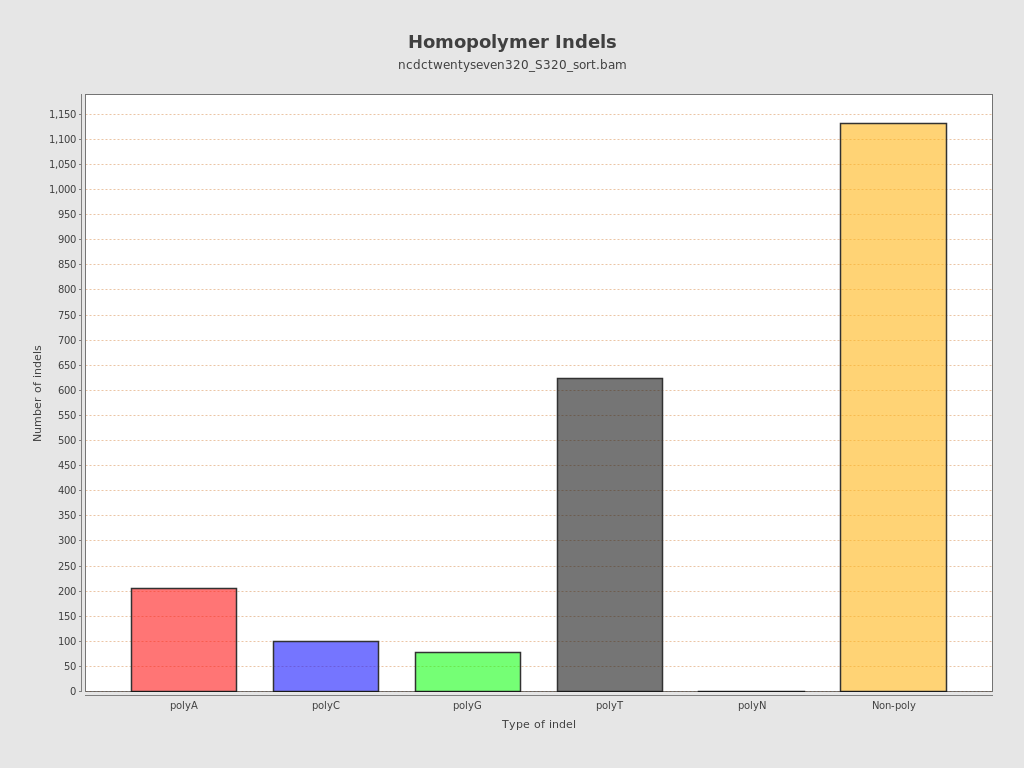 Homopolymer Indels
ncdctwentyseven320_S320_sort.bam
1,150
1,100
1,050
1,000
950
900
850
800
750
700
650
600
550
500
450
400
350
300
250
200
150
100
50
0
Number of indels
polyA
polyC
polyG
polyT
polyN
Non-poly
Type of indel